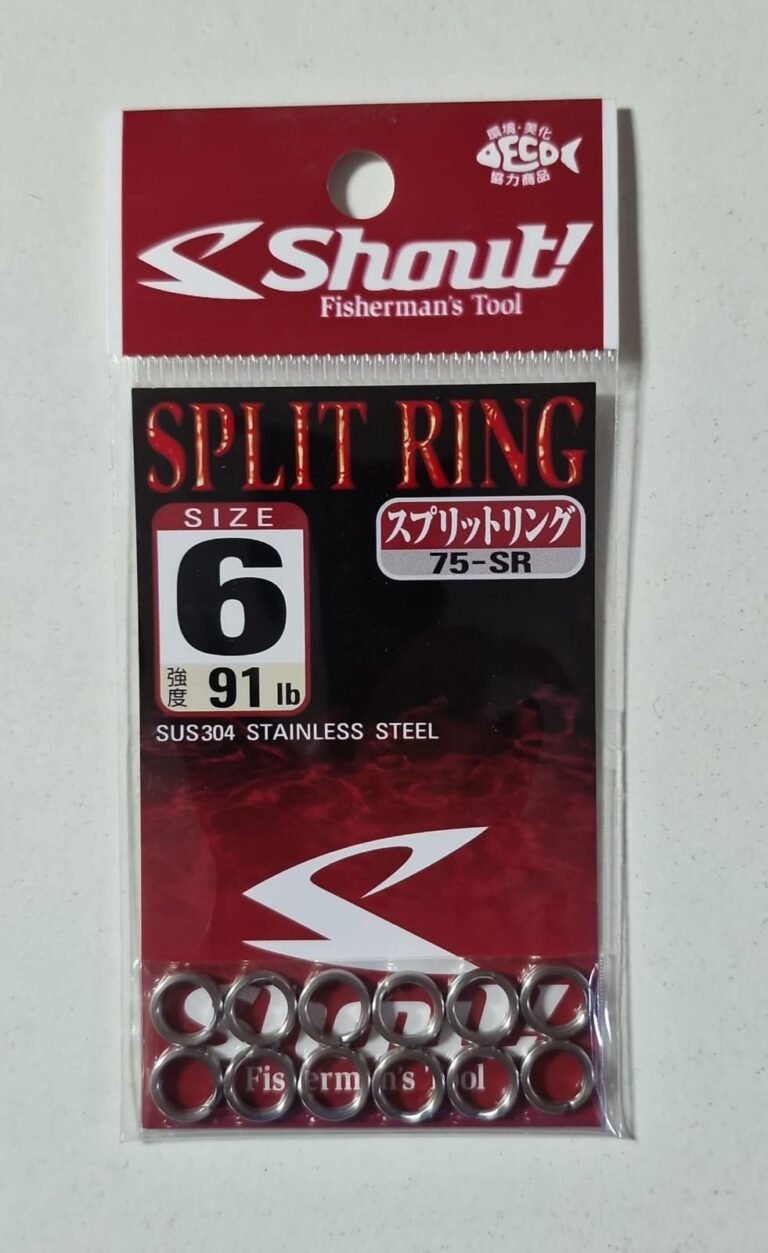 環境・美化
ECO
協力商品
Shout!
Fisherman's Tool
SPLIT RING
SIZE
6
強度 91 lb
スプリットリング
75-SR
SUS304 STAINLESS STEEL
Shout!
Fisherman's Tool